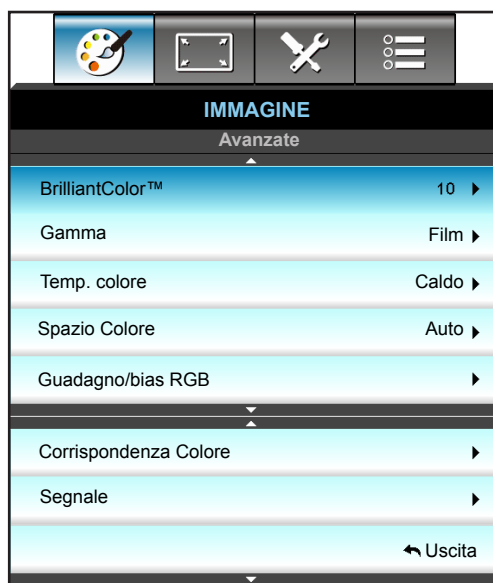 IMMAGINE
Avanzate
BrilliantColor™ 10
Gamma Film
Temp. colore Caldo
Spazio Colore Auto
Guadagno/bias RGB
Corrispondenza Colore
Segnale
Uscita